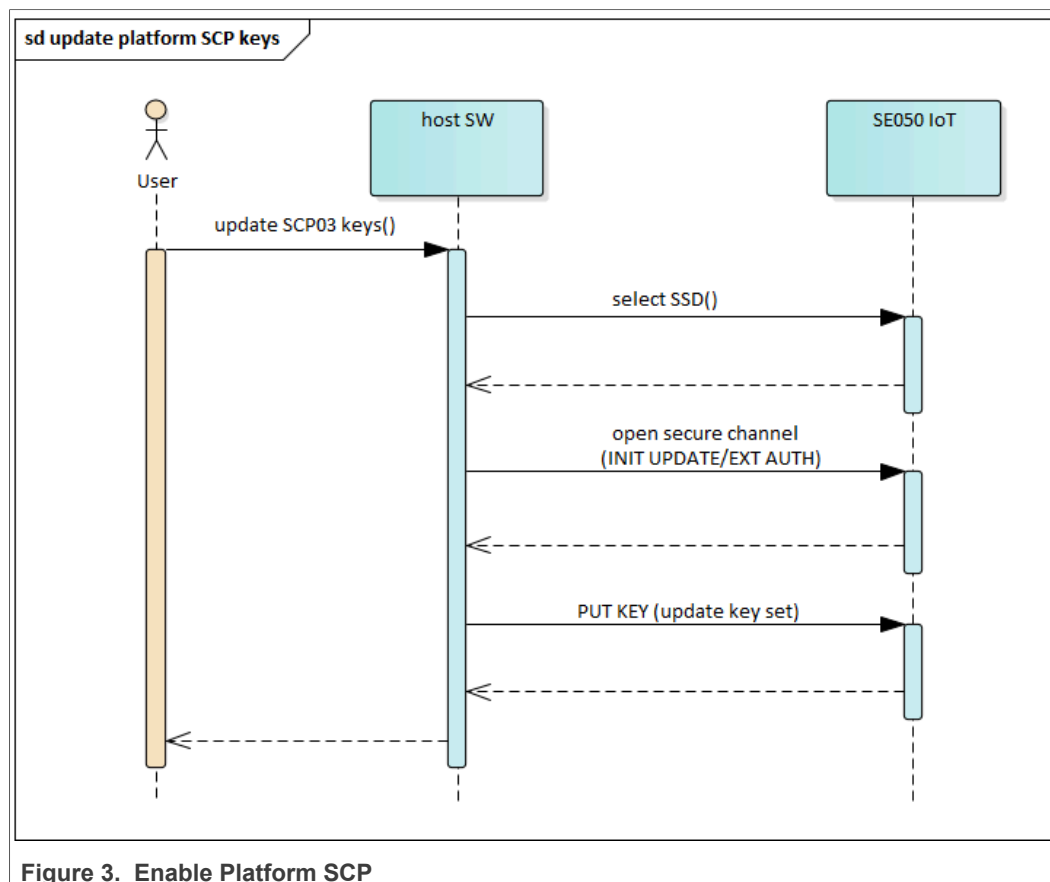 sd update platform SCP keys
host SW
SE050 IoT
User
update SCP03 keys()
select SSD()
open secure channel
(INIT UPDATE/EXT AUTH)
PUT KEY (update key set)
Figure 3. Enable Platform SCP